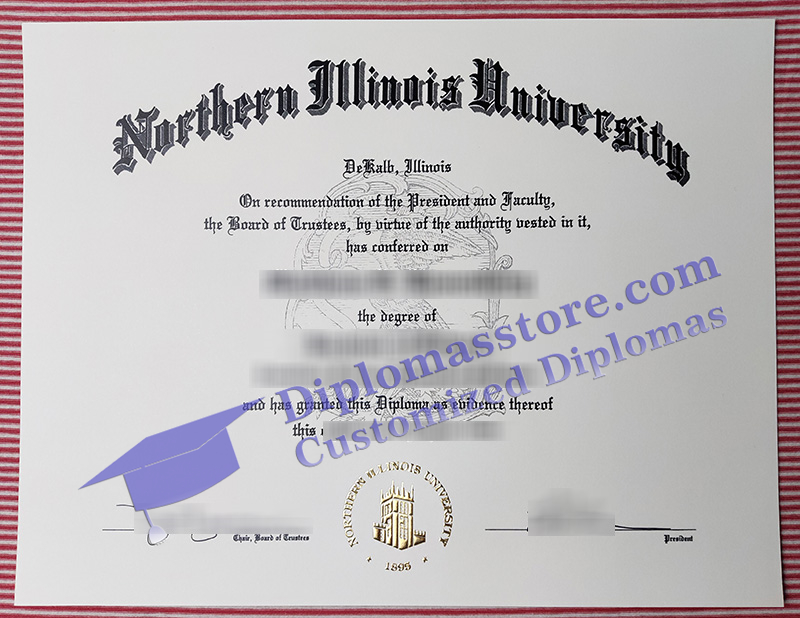 Northern Illinois University
DeKalb, Illinois
On recommendation of the President and Faculty,
the Board of Trustees, by virtue of the authority vested in it,
has conferred on
the degree of
and has granted this Diploma as evidence thereof
this
Diplomasstore.com
Customized Diplomas
NORTHERN ILLINOIS UNIVERSITY
1895
Chair, Board of Trustees
President